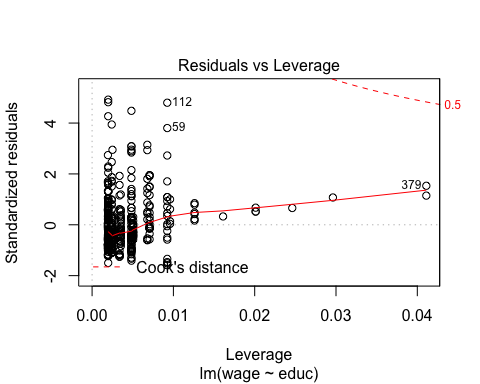 Residuals vs Leverage
Standardized residuals
4
2
0
-2
112
59
379
0.5
Cook's distance
0.00 0.01 0.02 0.03 0.04
Leverage
lm(wage ~ educ)